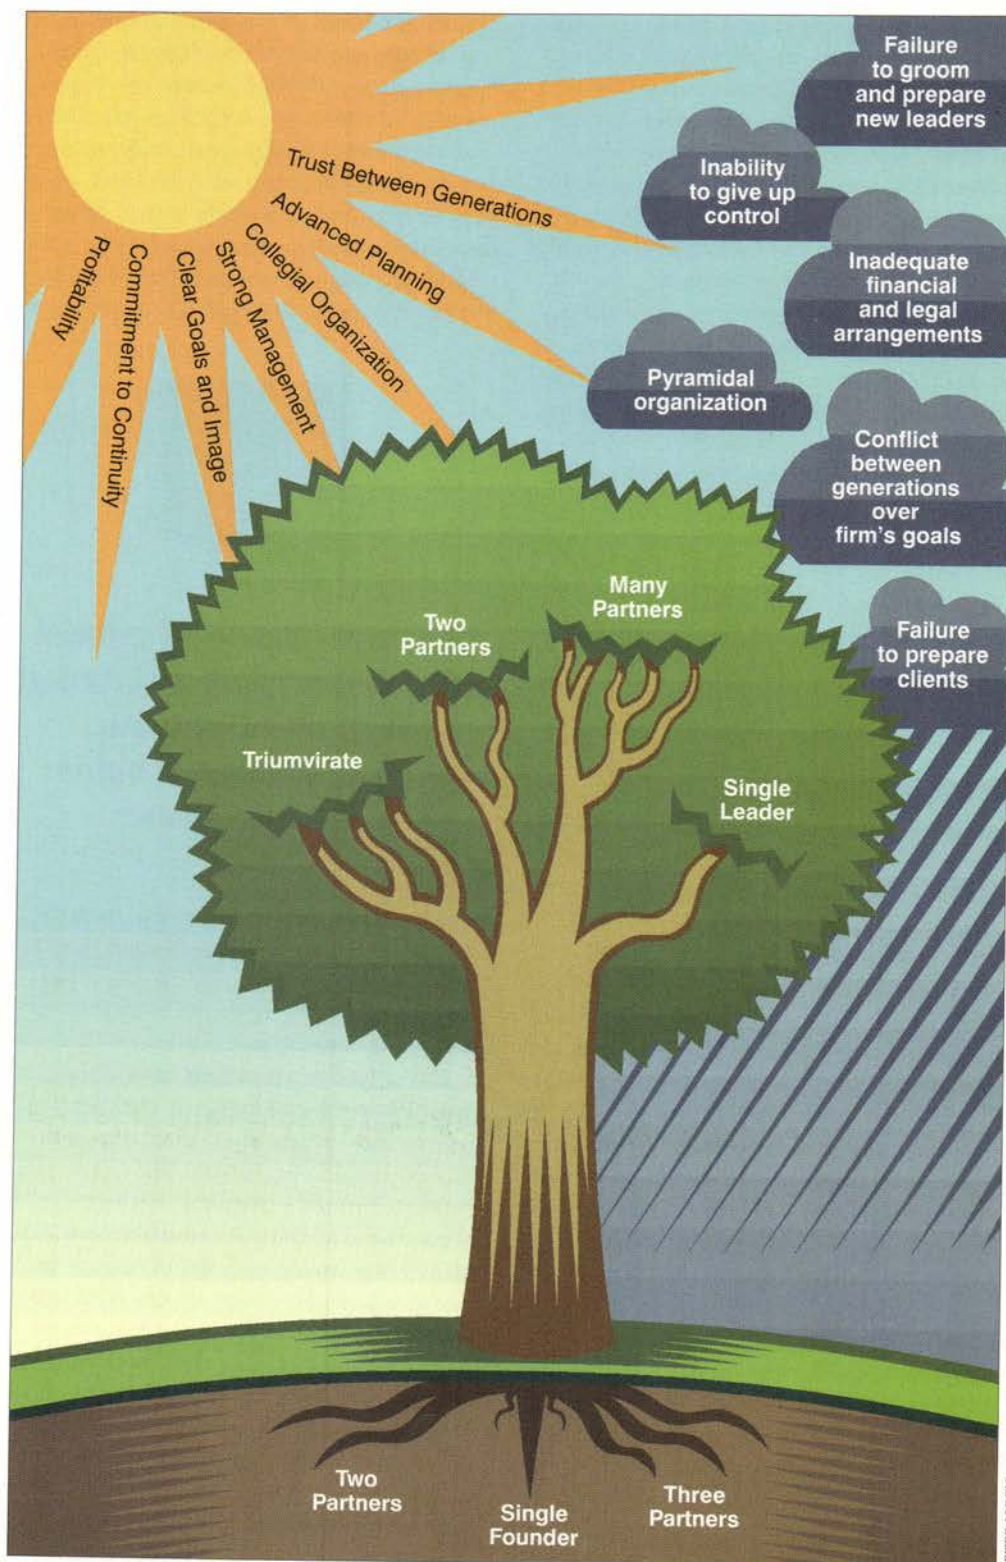 Failure
to groom
and prepare
new leaders
Inability
to give up
control
Trust Between Generations
Advanced Planning
Collegial Organization
Strong Management
Clear Goals and Image
Commitment to Continuity
Profitability
Inadequate
financial
and legal
arrangements
Pyramidal
organization
Conflict
between
generations
over
firm's goals
Failure
to prepare
clients
Many
Partners
Two
Partners
Triumvirate
Single
Leader
Two
Partners
Single
Founder
Three
Partners